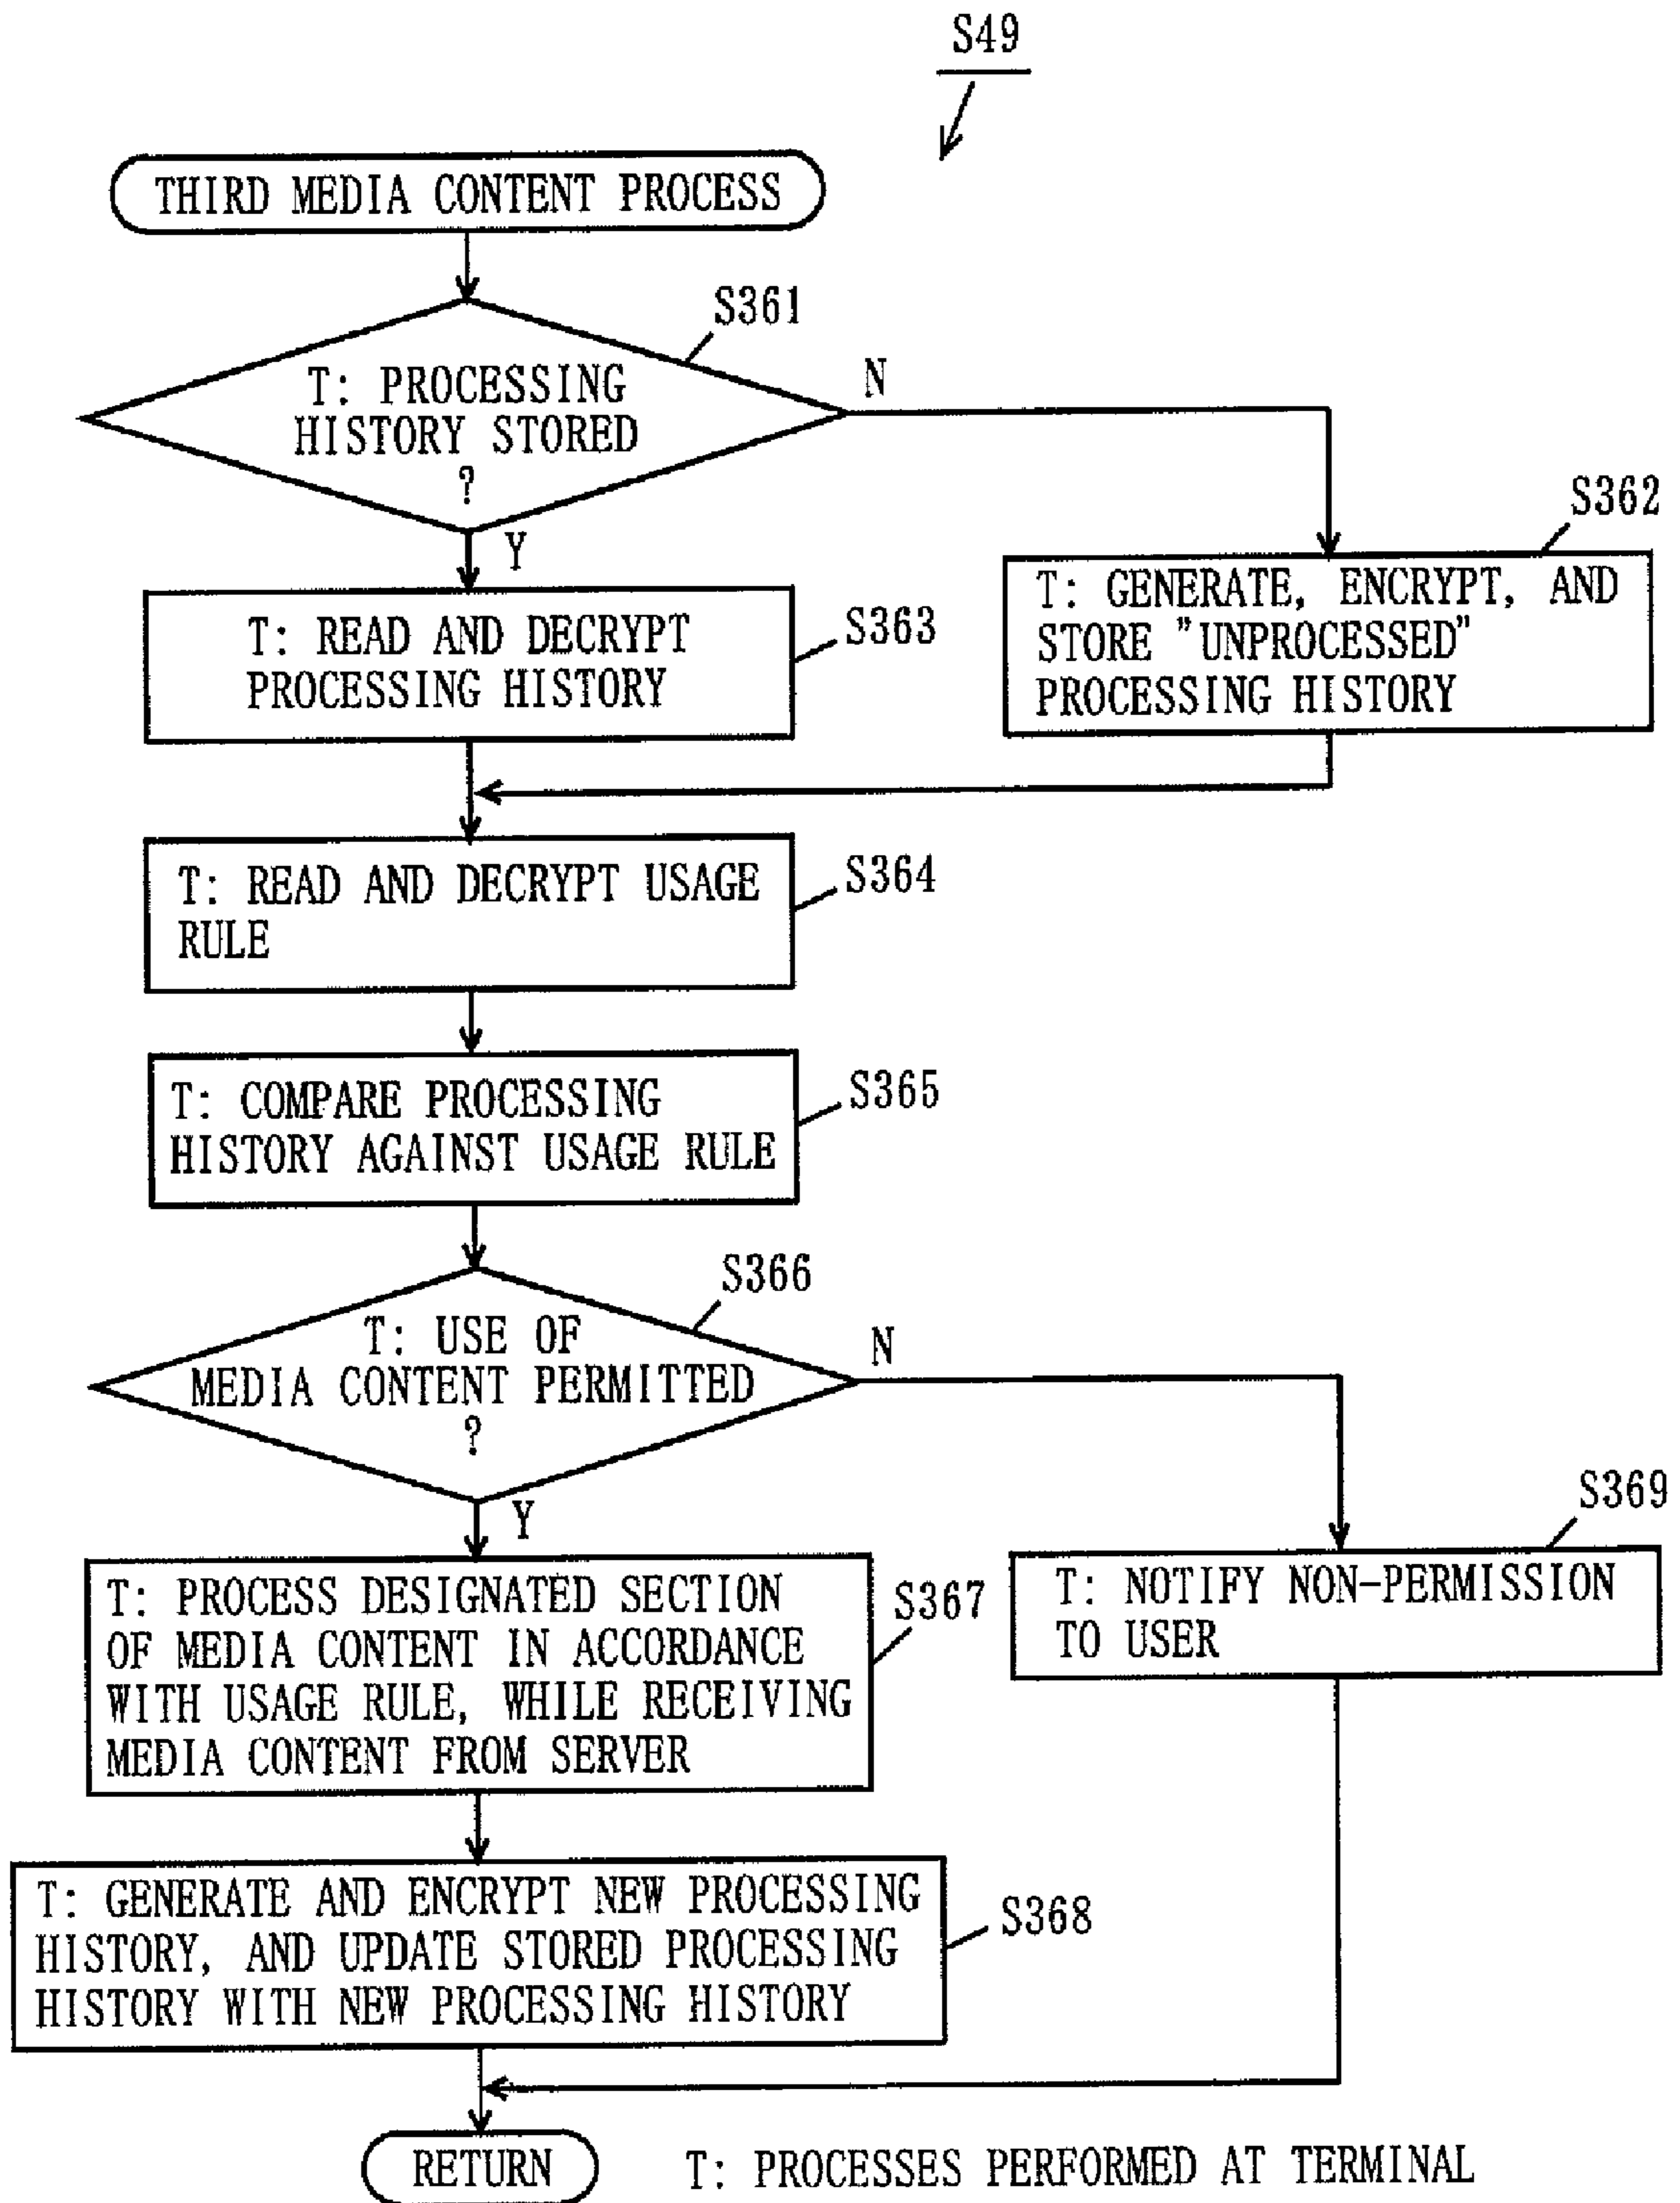 S49
THIRD MEDIA CONTENT PROCESS
S361
T: PROCESSING
HISTORY STORED
?
N
Y
S362
T: GENERATE, ENCRYPT, AND
STORE "UNPROCESSED"
PROCESSING HISTORY
S363
T: READ AND DECRYPT
PROCESSING HISTORY
S364
T: READ AND DECRYPT USAGE
RULE
S365
T: COMPARE PROCESSING
HISTORY AGAINST USAGE RULE
S366
T: USE OF
MEDIA CONTENT PERMITTED
?
N
Y
S369
T: NOTIFY NON-PERMISSION
TO USER
S367
T: PROCESS DESIGNATED SECTION
OF MEDIA CONTENT IN ACCORDANCE
WITH USAGE RULE, WHILE RECEIVING
MEDIA CONTENT FROM SERVER
S368
T: GENERATE AND ENCRYPT NEW PROCESSING
HISTORY, AND UPDATE STORED PROCESSING
HISTORY WITH NEW PROCESSING HISTORY
RETURN
T: PROCESSES PERFORMED AT TERMINAL